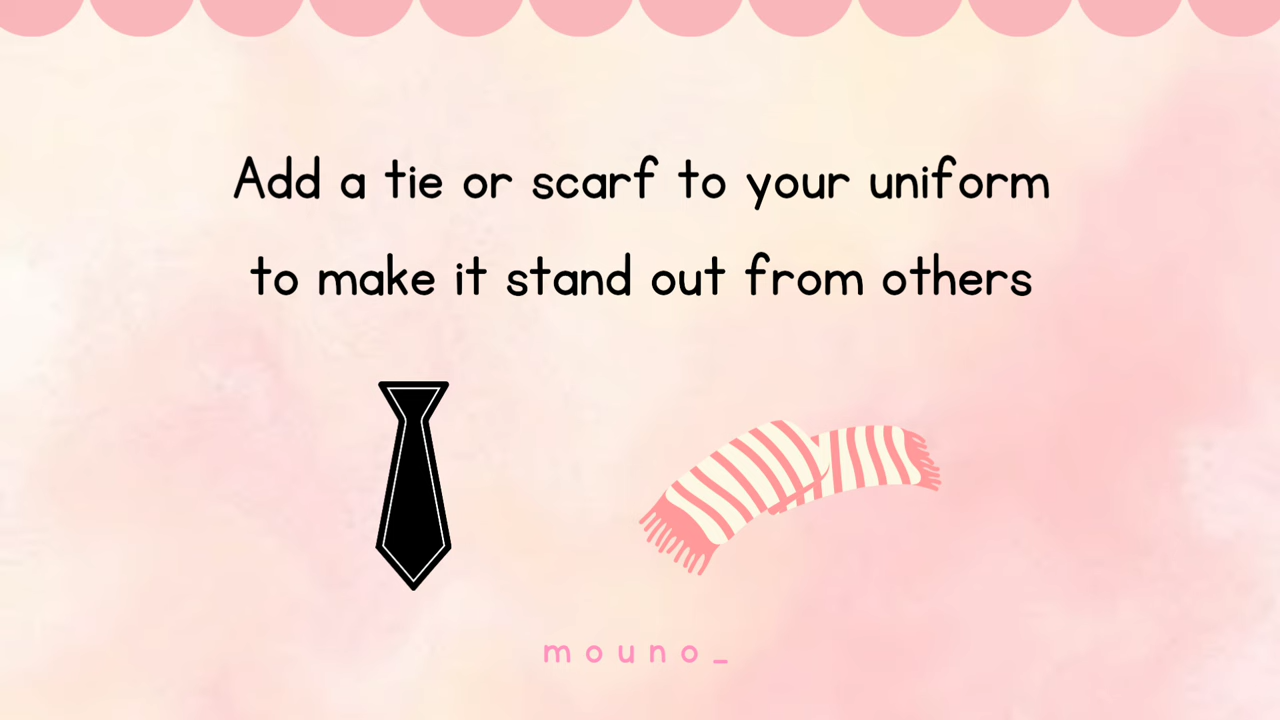 Add a tie or scarf to your uniform
to make it stand out from others
mouno_